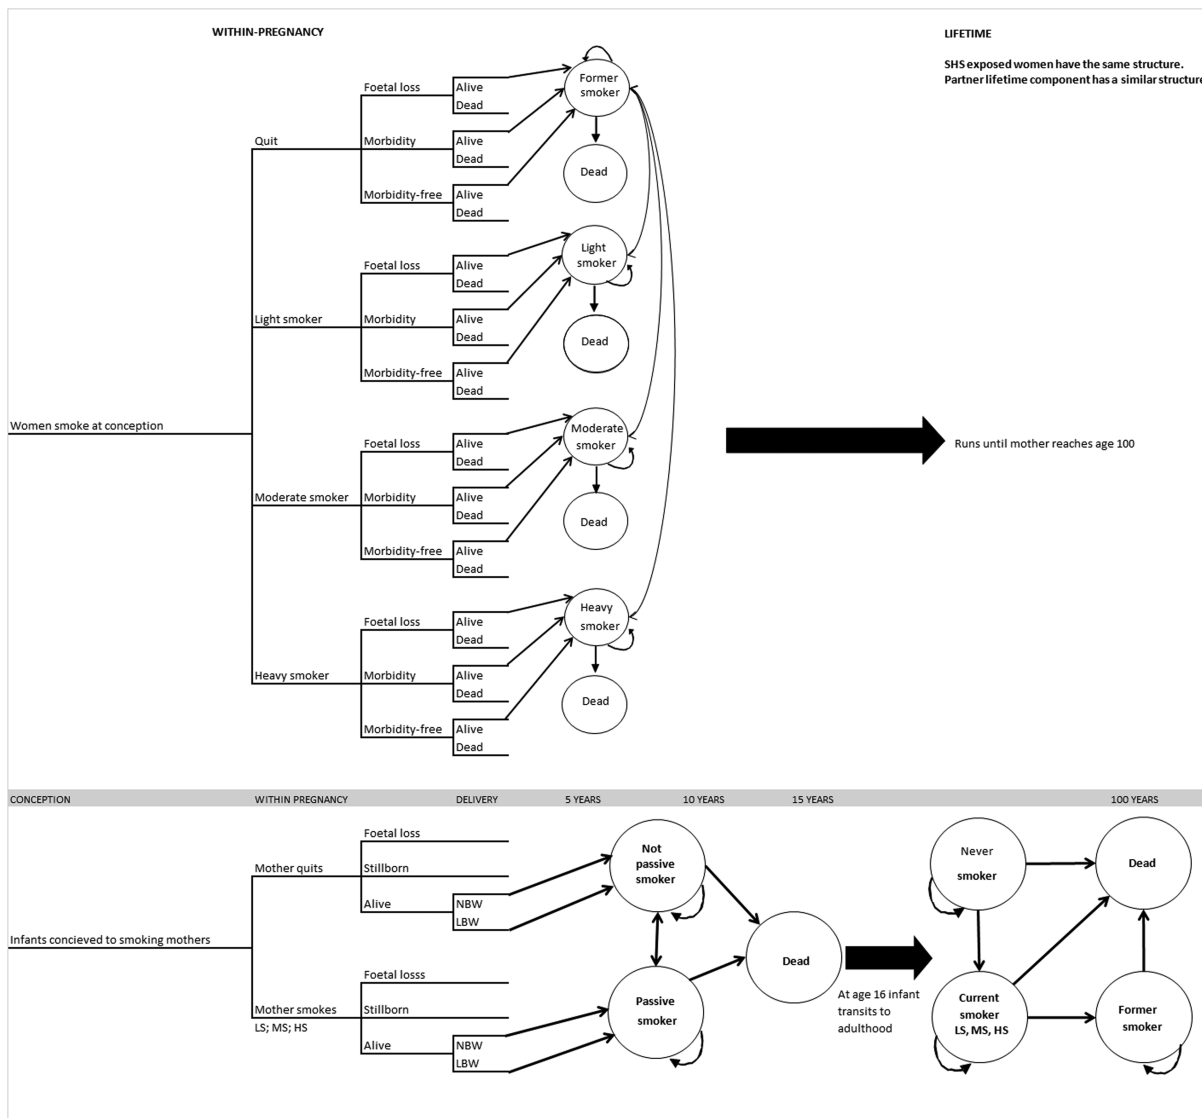 WITHIN-PREGNANCY
LIFETIME
SHS exposed women have the same structure.
Partner lifetime component has a similar structure
Former
smoker
Foetal loss
Alive
Dead
Quit
Morbidity
Alive
Dead
Dead
Morbidity-free
Alive
Dead
Light
smoker
Foetal loss
Alive
Dead
Light smoker
Morbidity
Alive
Dead
Dead
Morbidity-free
Alive
Dead
Women smoke at conception
Moderate
smoker
Runs until mother reaches age 100
Foetal loss
Alive
Dead
Moderate smoker
Morbidity
Alive
Dead
Dead
Morbidity-free
Alive
Dead
Heavy
smoker
Foetal loss
Alive
Dead
Heavy smoker
Morbidity
Alive
Dead
Dead
Morbidity-free
Alive
Dead
CONCEPTION WITHIN PREGNANCY DELIVERY 5 YEARS 10 YEARS 15 YEARS 100 YEARS
Foetal loss
Mother quits
Stillborn
Alive
NBW
LBW
Not
passive
smoker
Never
smoker
Dead
Infants concieved to smoking mothers
Dead
Foetal losss
Mother smokes
LS; MS; HS
Stillborn
Alive
NBW
LBW
Passive
smoker
At age 16 infant
transits to
adulthood
Current
smoker
LS, MS, HS
Former
smoker